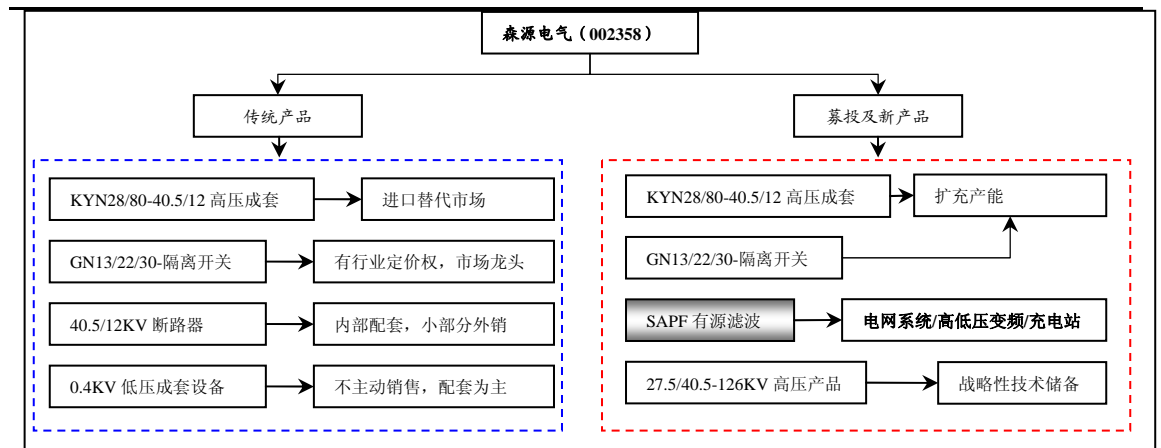 森源电气（002358）
传统产品
募投及新产品
KYN28/80-40.5/12 高压成套
进口替代市场
GN13/22/30-隔离开关
有行业定价权，市场龙头
40.5/12KV 断路器
内部配套，小部分外销
0.4KV 低压成套设备
不主动销售，配套为主
KYN28/80-40.5/12 高压成套
扩充产能
GN13/22/30-隔离开关
SAPF 有源滤波
电网系统/高低压变频/充电站
27.5/40.5-126KV 高压产品
战略性技术储备